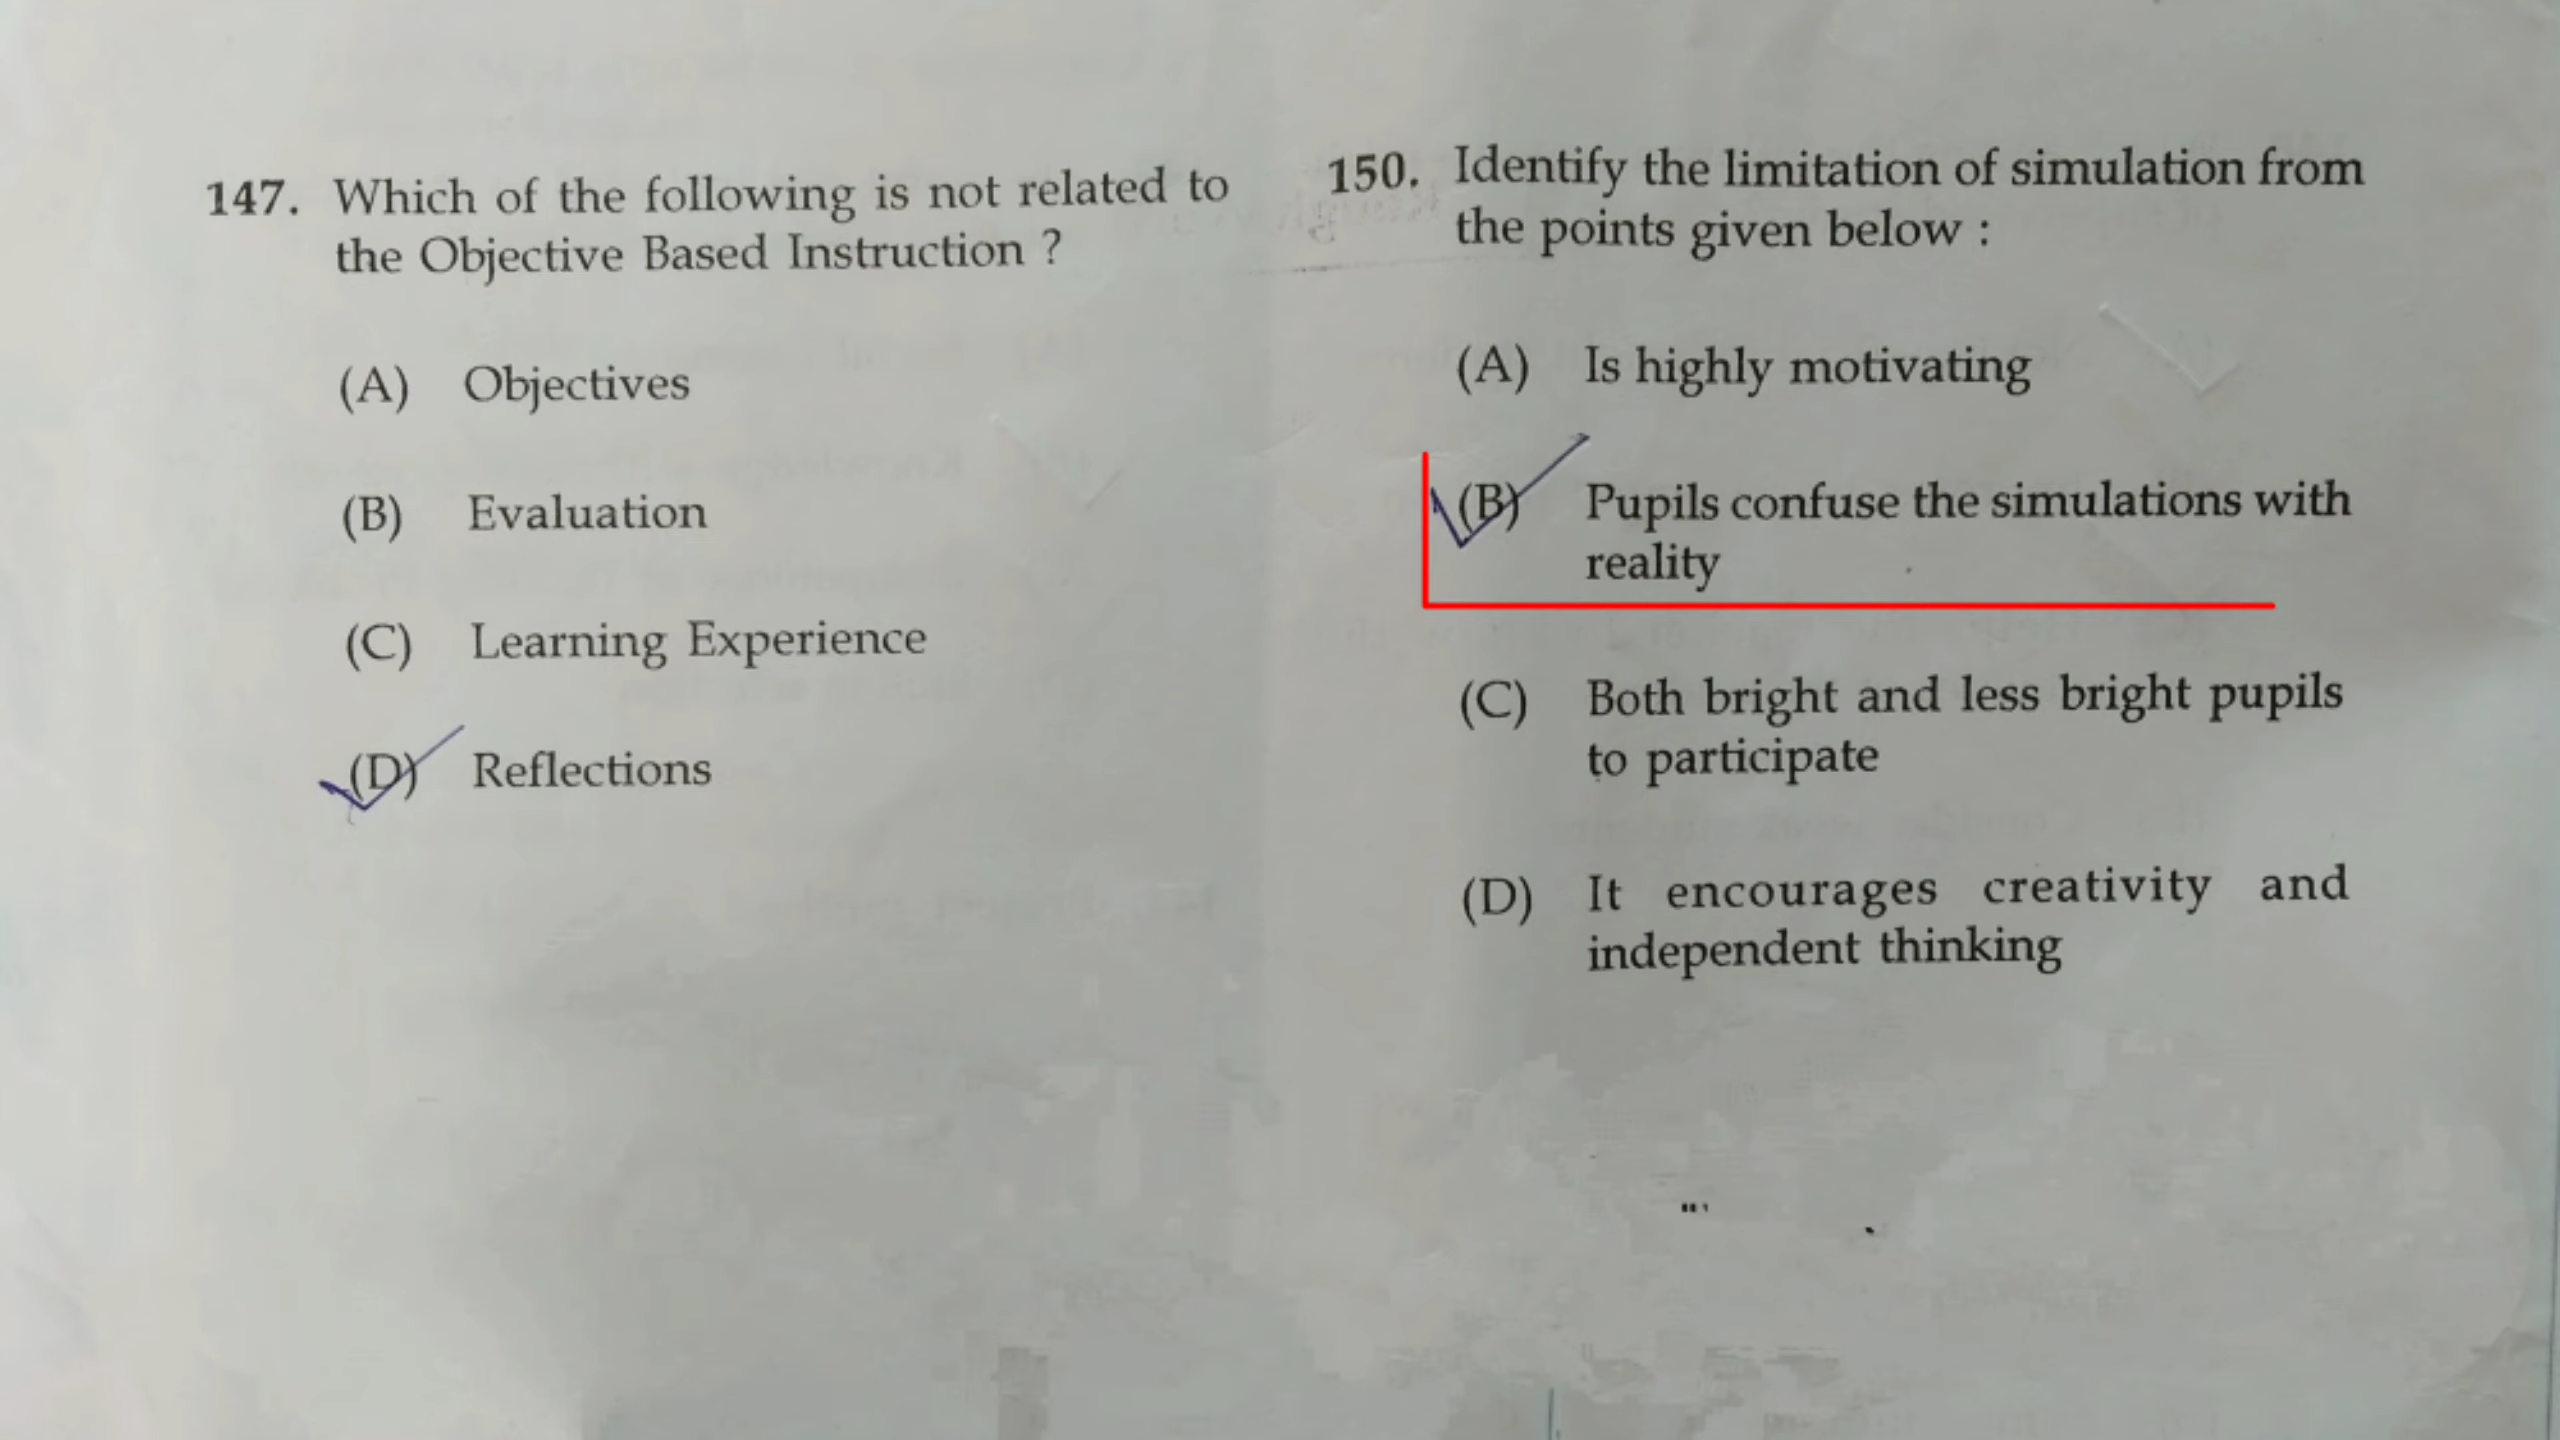 147. Which of the following is not related to
the Objective Based Instruction ?
(A) Objectives
(B) Evaluation
(C) Learning Experience
(D) Reflections
150. Identify the limitation of simulation from
the points given below :
(A) Is highly motivating
(B) Pupils confuse the simulations with
reality
(C) Both bright and less bright pupils
to participate
(D) It encourages creativity and
independent thinking